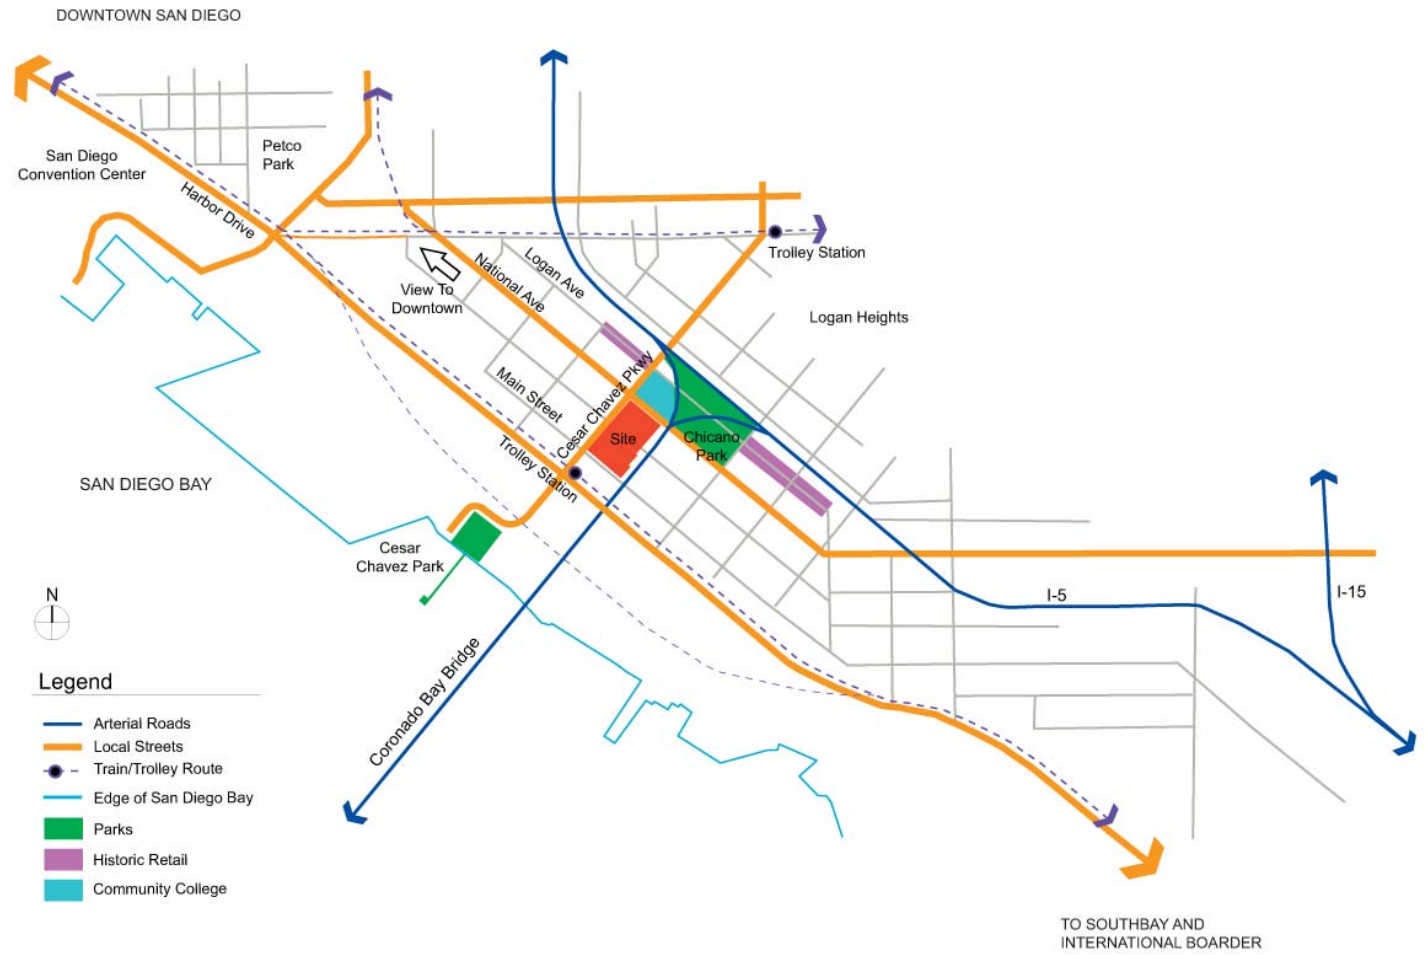 DOWNTOWN SAN DIEGO
Petco
Park
San Diego
Convention Center
Harbor Drive
Trolley Station
Logan Ave
National Ave
View To
Downtown
Logan Heights
Main Street
Cesar Chavez Pkwy
Site
Chicano
Park
Trolley Station
SAN DIEGO BAY
Cesar
Chavez Park
N
I-5
I-15
Coronado Bay Bridge
Legend
Arterial Roads
Local Streets
Train/Trolley Route
Edge of San Diego Bay
Parks
Historic Retail
Community College
TO SOUTHBAY AND
INTERNATIONAL BOARDER